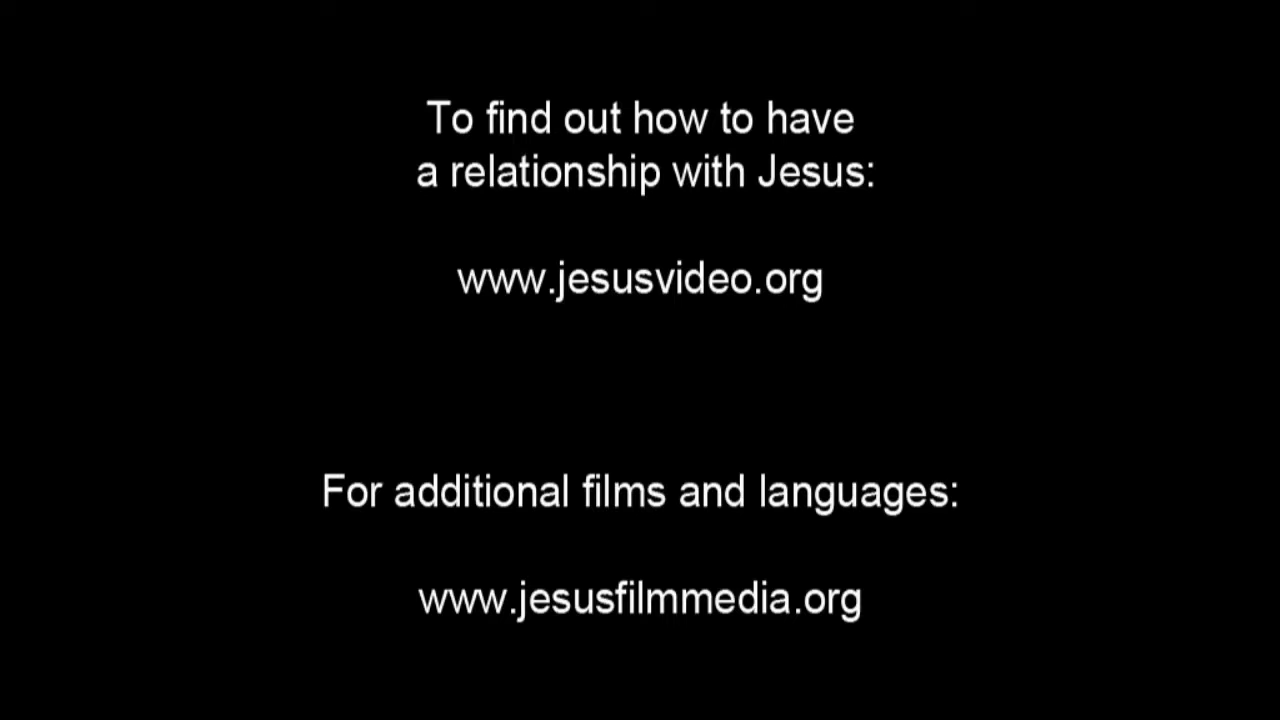 To find out how to have
a relationship with Jesus:
www.jesusvideo.org
For additional films and languages:
www.jesusfilmmedia.org